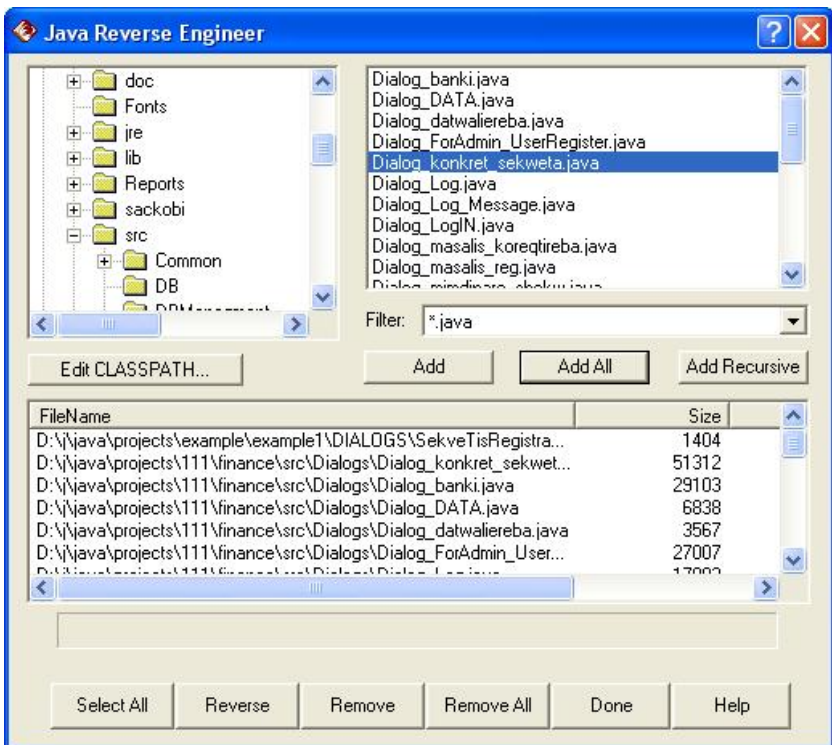 Java Reverse Engineer
doc
Fonts
jre
lib
Reports
sackobi
src
Common
DB
Dialog_banki.java
Dialog_DATA.java
Dialog_datwaliereba.java
Dialog_ForAdmin_UserRegister.java
Dialog_konkret_sekweta.java
Dialog_Log.java
Dialog_Log_Message.java
Dialog_LogIN.java
Dialog_masalis_koreqtireba.java
Dialog_masalis_reg.java
Filter: *.java
Edit CLASSPATH... Add Add All Add Recursive
FileName Size
D:\j\java\projects\example\example1\DIALOGS\SekveTisRegistra... 1404
D:\j\java\projects\111\finance\src\Dialogs\Dialog_konkret_sekwet... 51312
D:\j\java\projects\111\finance\src\Dialogs\Dialog_banki.java 29103
D:\j\java\projects\111\finance\src\Dialogs\Dialog_DATA.java 6838
D:\j\java\projects\111\finance\src\Dialogs\Dialog_datwaliereba.java 3567
D:\j\java\projects\111\finance\src\Dialogs\Dialog_ForAdmin_User... 27007
Select All Reverse Remove Remove All Done Help